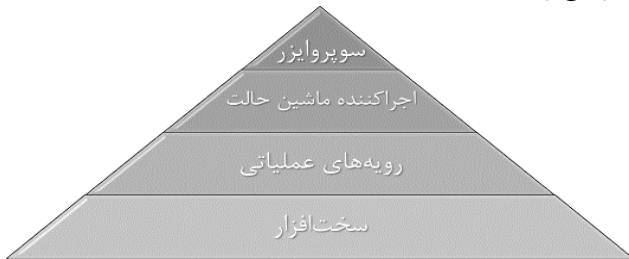 سوپروایزر
اجراکننده ماشین حالت
رویه‌های عملیاتی
سخت‌افزار